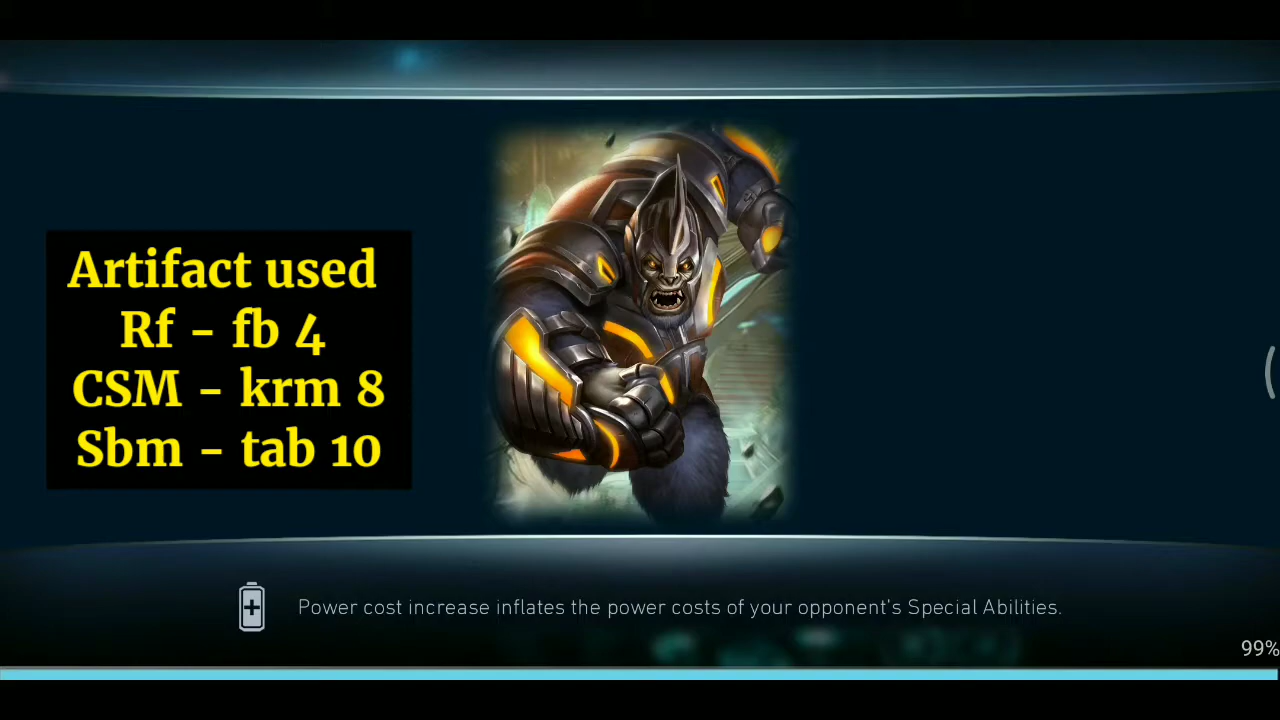 Artifact used
Rf - fb 4
CSM - krm 8
Sbm - tab 10
Power cost increase inflates the power costs of your opponent's Special Abilities.
99%